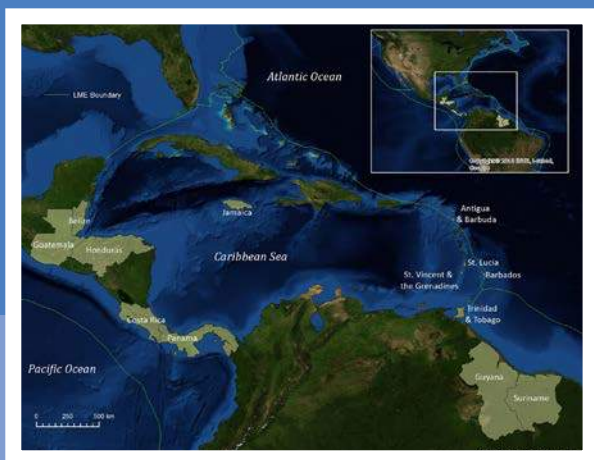 Atlantic Ocean
LME Boundary
Belize
Guatemala
Honduras
Jamaica
Caribbean Sea
Antigua
& Barbuda
St. Lucia
St. Vincent &
the Grenadines
Barbados
Trinidad
& Tobago
Costa Rica
Panama
Pacific Ocean
Guyana
Suriname
0 250 500 km